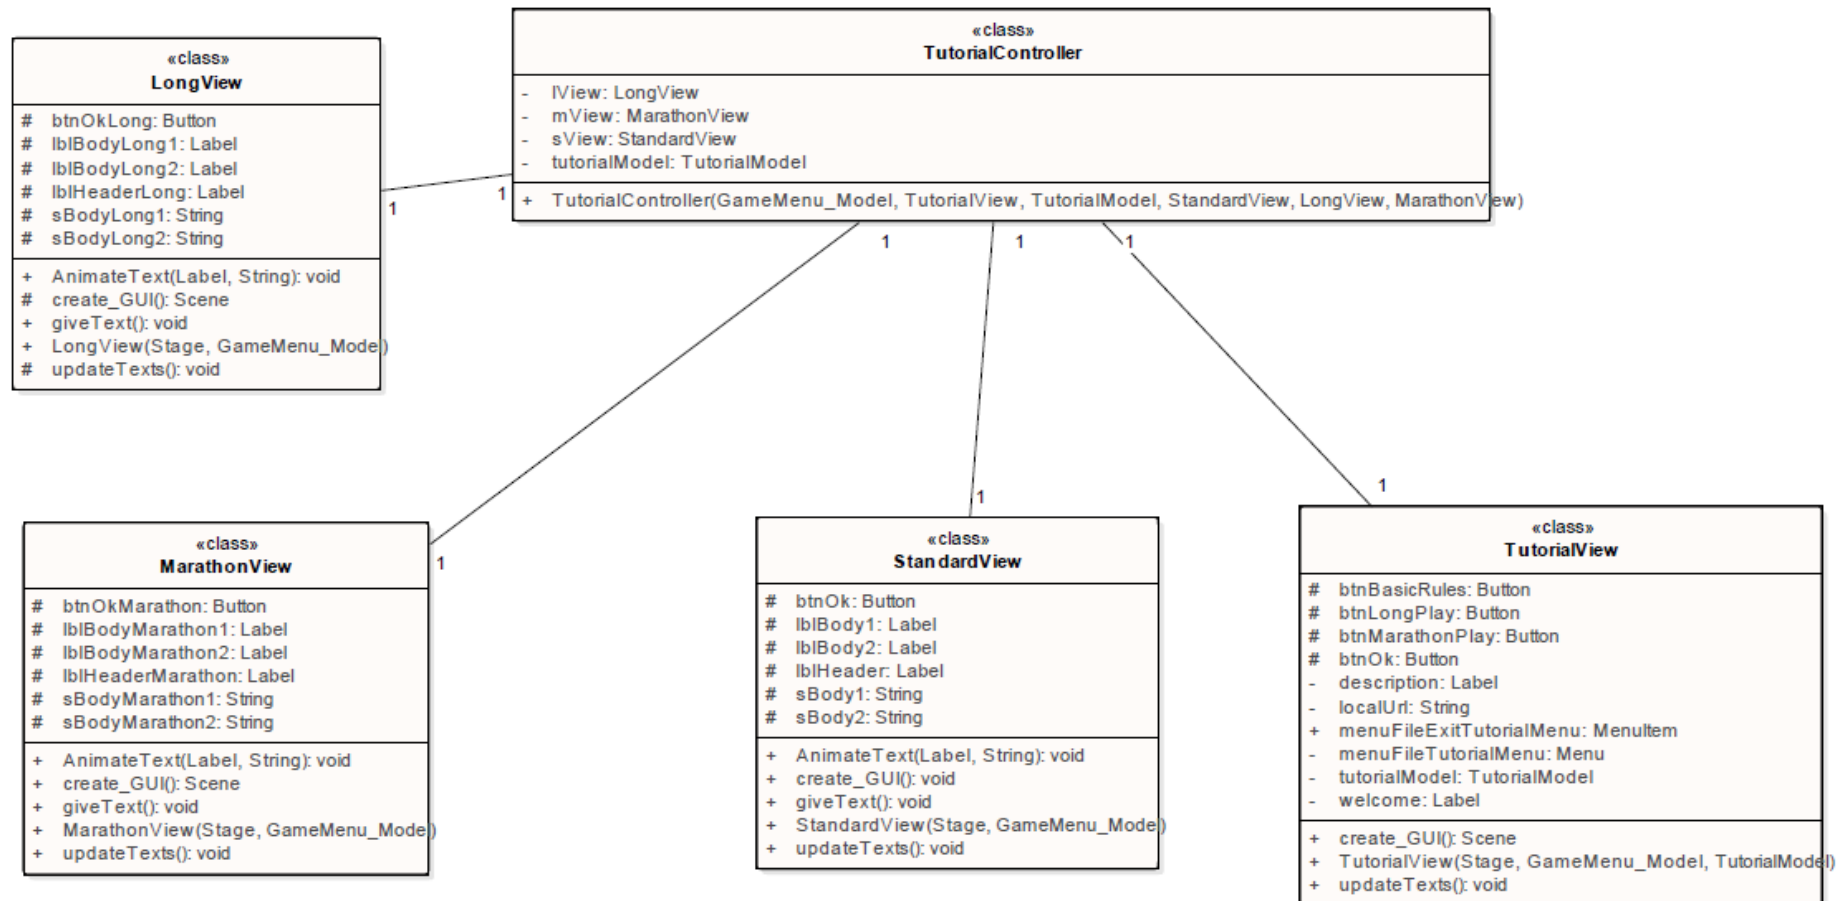 «class»
LongView
# btnOkLong: Button
# lblBodyLong1: Label
# lblBodyLong2: Label
# lblHeaderLong: Label
# sBodyLong1: String
# sBodyLong2: String
+ AnimateText(Label, String): void
# create_GUI(): Scene
+ giveText(): void
+ LongView(Stage, GameMenu_Model)
# updateTexts(): void
«class»
TutorialController
- lView: LongView
- mView: MarathonView
- sView: StandardView
- tutorialModel: TutorialModel
+ TutorialController(GameMenu_Model, TutorialView, TutorialModel, StandardView, LongView, MarathonView)
1
1
1
1
1
1
1
1
«class»
MarathonView
# btnOkMarathon: Button
# lblBodyMarathon1: Label
# lblBodyMarathon2: Label
# lblHeaderMarathon: Label
# sBodyMarathon1: String
# sBodyMarathon2: String
+ AnimateText(Label, String): void
+ create_GUI(): Scene
+ giveText(): void
+ MarathonView(Stage, GameMenu_Model)
+ updateTexts(): void
«class»
StandardView
# btnOk: Button
# lblBody1: Label
# lblBody2: Label
# lblHeader: Label
# sBody1: String
# sBody2: String
+ AnimateText(Label, String): void
+ create_GUI(): void
+ giveText(): void
+ StandardView(Stage, GameMenu_Model)
+ updateTexts(): void
«class»
TutorialView
# btnBasicRules: Button
# btnLongPlay: Button
# btnMarathonPlay: Button
# btnOk: Button
- description: Label
- localUrl: String
+ menuFileExitTutorialMenu: MenuItem
- menuFileTutorialMenu: Menu
- tutorialModel: TutorialModel
- welcome: Label
+ create_GUI(): Scene
+ TutorialView(Stage, GameMenu_Model, TutorialModel)
+ updateTexts(): void